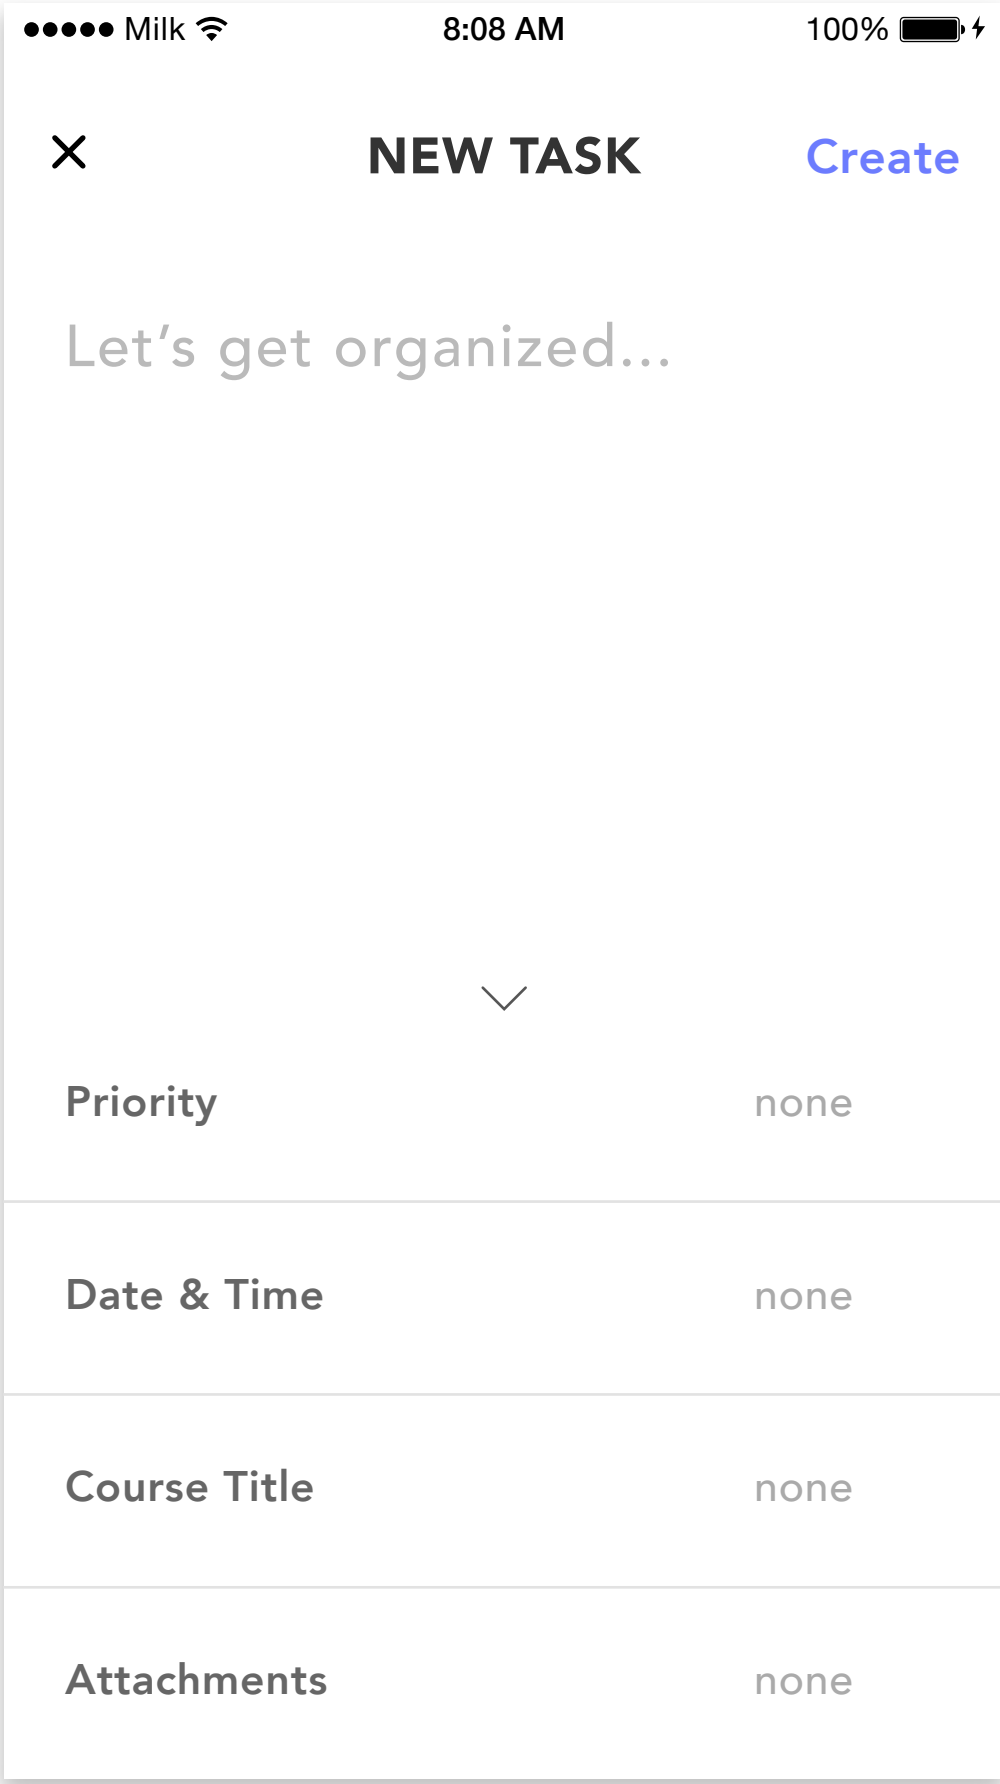 Milk 8:08 AM 100%
NEW TASK Create
Let’s get organized...
Priority none
Date & Time none
Course Title none
Attachments none